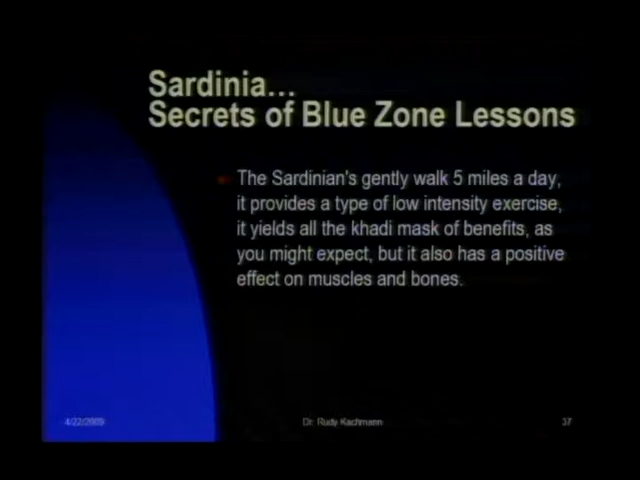 Sardinia...
Secrets of Blue Zone Lessons
The Sardinian's gently walk 5 miles a day,
it provides a type of low intensity exercise,
it yields all the khadi mask of benefits, as
you might expect, but it also has a positive
effect on muscles and bones.
4/22/2009 Dr. Rudy Kachmann 37